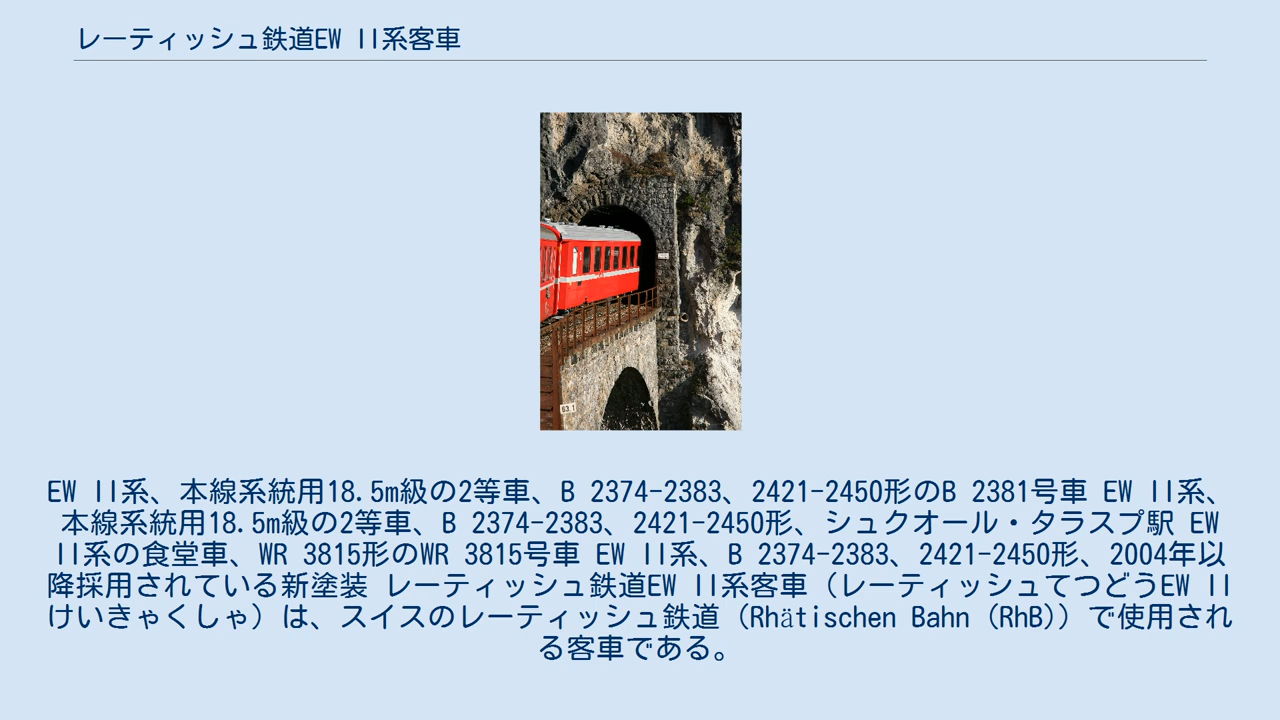 レーティッシュ鉄道EW II系客車
63.1
EW II系、本線系統用18.5m級の2等車、B 2374-2383、2421-2450形のB 2381号車 EW II系、
本線系統用18.5m級の2等車、B 2374-2383、2421-2450形、シュクオール・タラスプ駅 EW
II系の食堂車、WR 3815形のWR 3815号車 EW II系、B 2374-2383、2421-2450形、2004年以
降採用されている新塗装 レーティッシュ鉄道EW II系客車（レーティッシュてつどうEW II
けいきゃくしゃ）は、スイスのレーティッシュ鉄道（Rhätischen Bahn（RhB)）で使用され
る客車である。